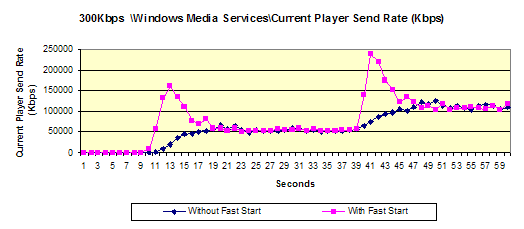 300Kbps \Windows Media Services\Current Player Send Rate (Kbps)
Current Player Send Rate
(Kbps)
250000
200000
150000
100000
50000
0
1 3 5 7 9 11 13 15 17 19 21 23 25 27 29 31 33 35 37 39 41 43 45 47 49 51 53 55 57 59
Seconds
Without Fast Start With Fast Start